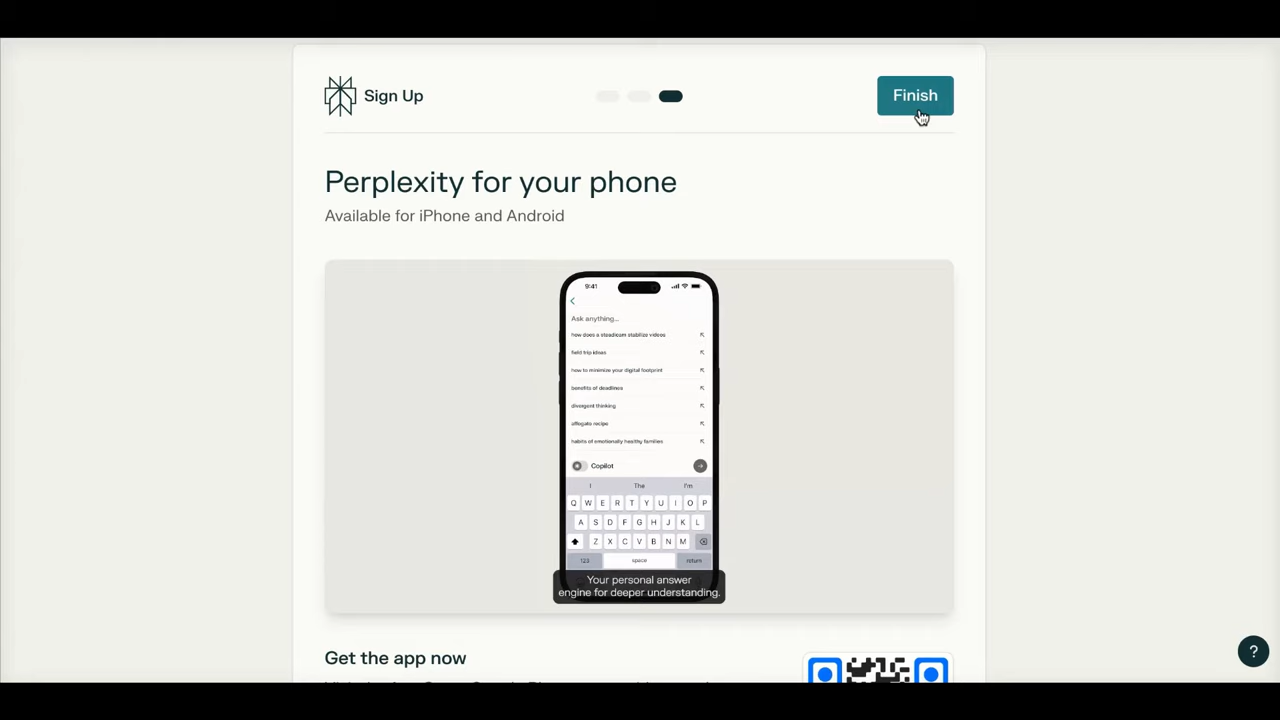 Sign Up
Finish
Perplexity for your phone
Available for iPhone and Android
9:41
Ask anything...
how does a steadicam stabilize videos
field trip ideas
how to minimize your digital footprint
benefits of deadlines
divergent thinking
affogato recipe
habits of emotionally healthy families
Copilot
I The I'm
Q W E R T Y U I O P
A S D F G H J K L
Z X C V B N M
123 space return
Your personal answer
engine for deeper understanding.
Get the app now
?